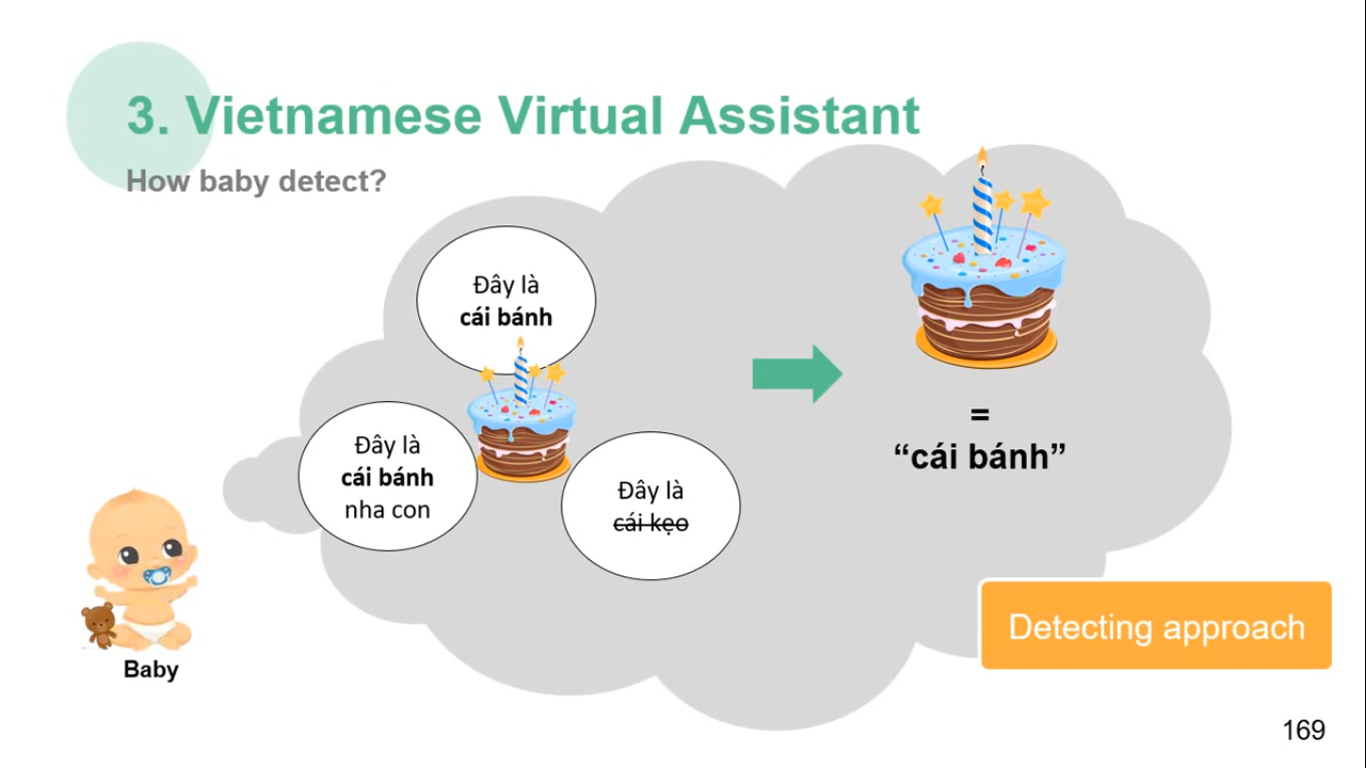 3. Vietnamese Virtual Assistant
How baby detect?
Đây là
cái bánh
Đây là
cái bánh
nha con
Đây là
cái kẹo
=
“cái bánh”
Baby
Detecting approach
169